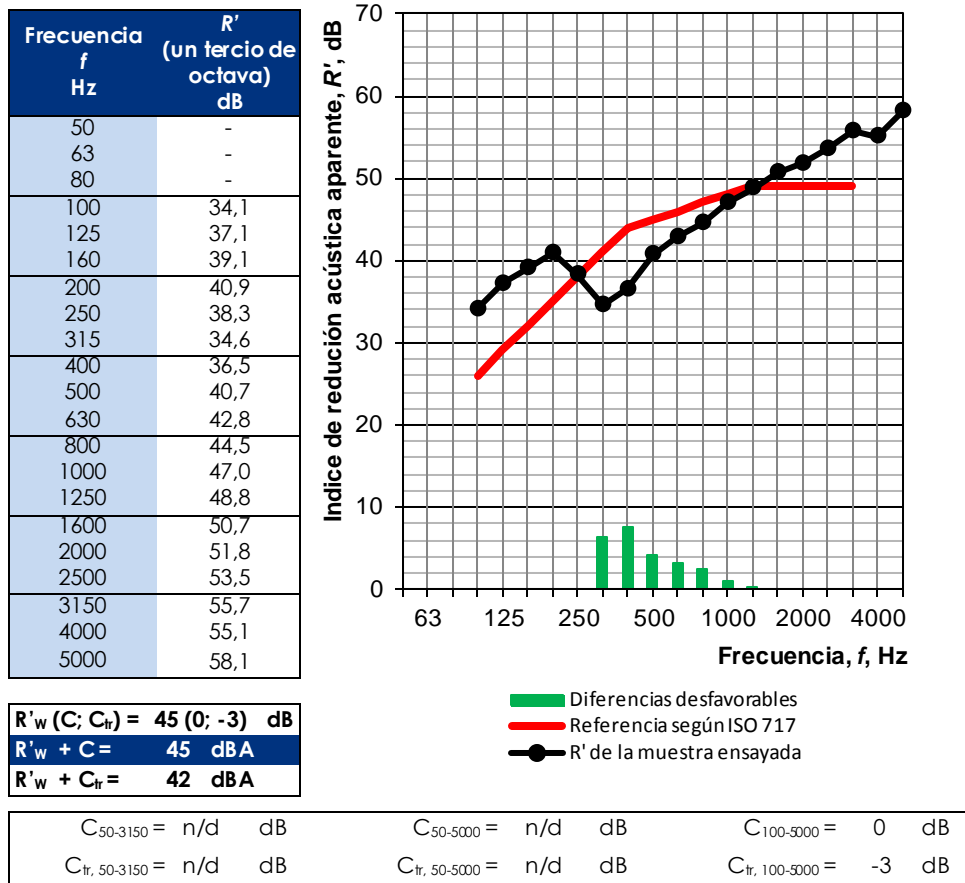 Frecuencia
f
Hz
R'
(un tercio de
octava)
dB
50 -
63 -
80 -
100 34,1
125 37,1
160 39,1
200 40,9
250 38,3
315 34,6
400 36,5
500 40,7
630 42,8
800 44,5
1000 47,0
1250 48,8
1600 50,7
2000 51,8
2500 53,5
3150 55,7
4000 55,1
5000 58,1
R'w (C; Ctr) = 45 (0; -3) dB
R'w + C = 45 dBA
R'w + Ctr = 42 dBA
Indice de redución acústica aparente, R', dB
70
60
50
40
30
20
10
0
63 125 250 500 1000 2000 4000
Frecuencia, f, Hz
Diferencias desfavorables
Referencia según ISO 717
R' de la muestra ensayada
C50-3150 = n/d dB C50-5000 = n/d dB C100-5000 = 0 dB
Ctr, 50-3150 = n/d dB Ctr, 50-5000 = n/d dB Ctr, 100-5000 = -3 dB